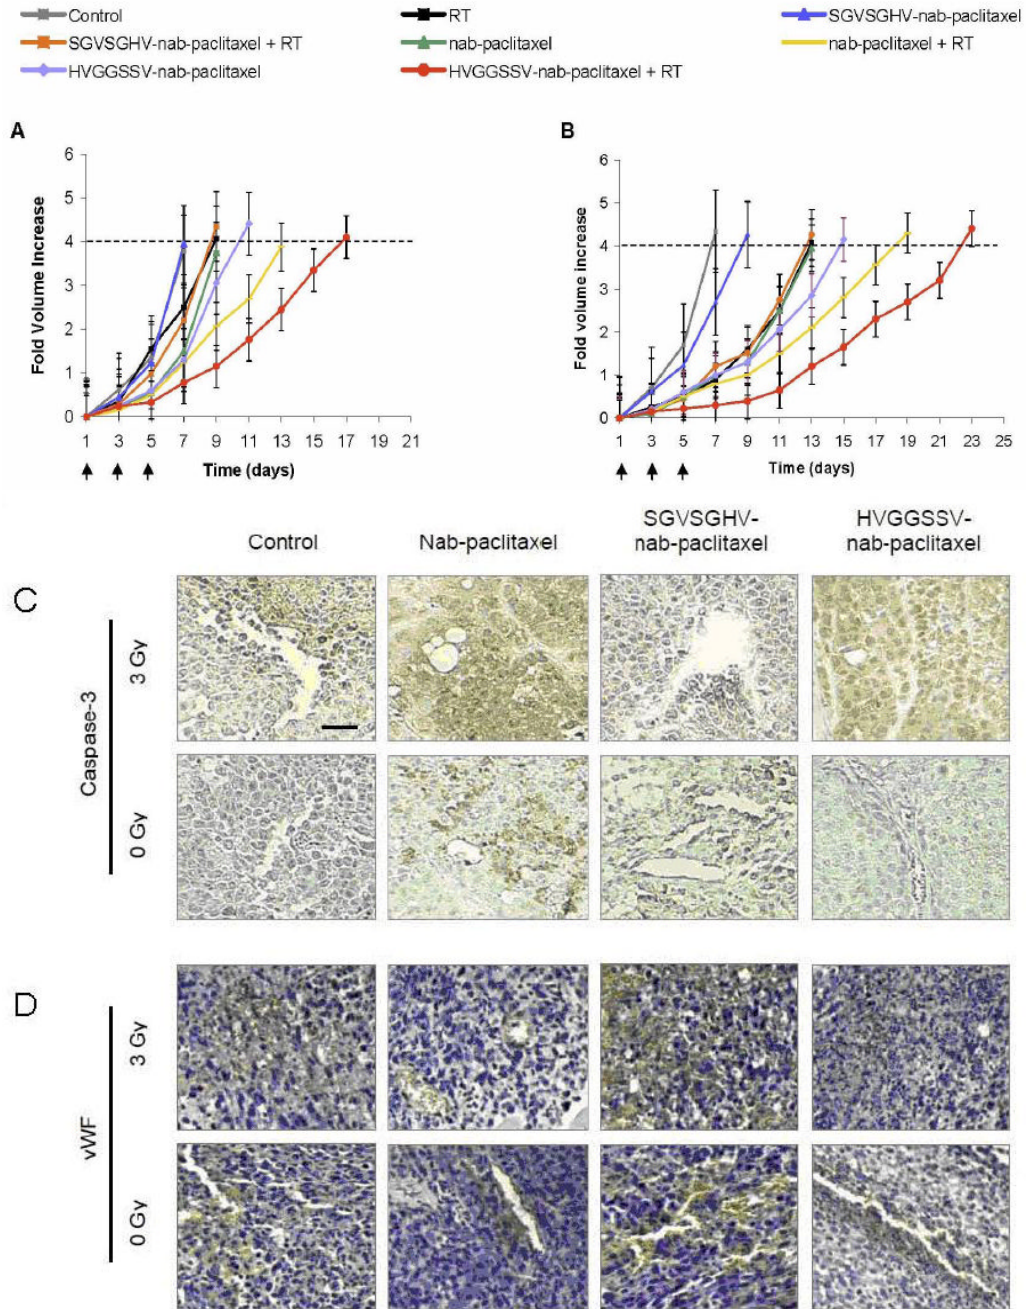 Control RT SGVSGHV-nab-paclitaxel
SGVSGHV-nab-paclitaxel + RT nab-paclitaxel nab-paclitaxel + RT
HVGGSSV-nab-paclitaxel HVGGSSV-nab-paclitaxel + RT
A B
Fold Volume Increase
6
5
4
3
2
1
0
1 3 5 7 9 11 13 15 17 19 21
Time (days)
Fold volume increase
6
5
4
3
2
1
0
1 3 5 7 9 11 13 15 17 19 21 23 25
Time (days)
Control Nab-paclitaxel SGVSGHV-
nab-paclitaxel HVGGSSV-
nab-paclitaxel
C
Caspase-3
3 Gy
0 Gy
D
vWF
3 Gy
0 Gy